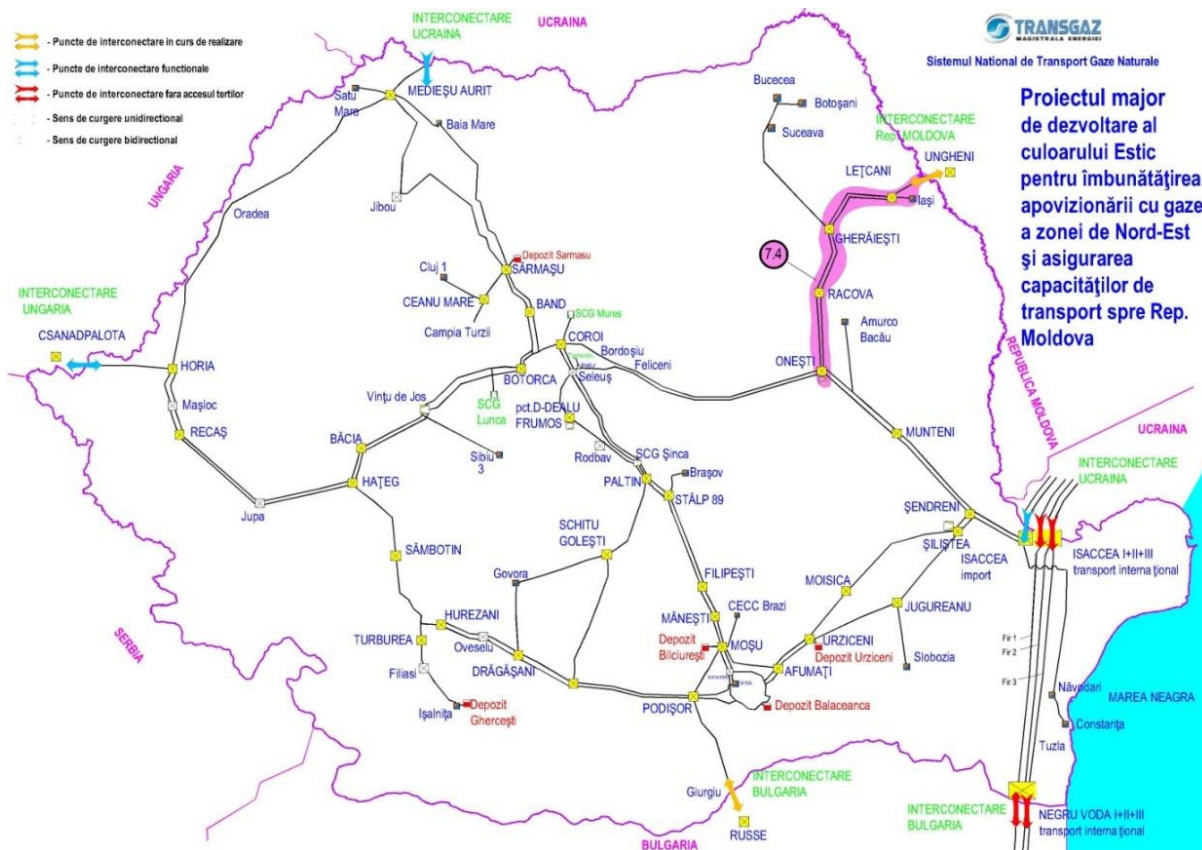 INTERCONECTARE
UCRAINA
UCRAINA
TRANSGAZ
MAGISTRALA ENERGIEI
Sistemul National de Transport Gaze Naturale
- Puncte de interconectare in curs de realizare
- Puncte de interconectare functionale
- Puncte de interconectare fara accesul tertilor
- Sens de curgere unidirectional
- Sens de curgere bidirectional
Proiectul major
de dezvoltare al
culoarului Estic
pentru îmbunătăţirea
apovizionării cu gaze
a zonei de Nord-Est
şi asigurarea
capacităţilor de
transport spre Rep.
Moldova
MEDIEŞU AURIT
Satu
Mare
Baia Mare
Bucecea
Botoşani
Suceava
INTERCONECTARE
Rep. MOLDOVA
UNGHENI
LEŢCANI
Iaşi
UNGARIA
Oradea
Jibou
GHERĂIEŞTI
7.4
Depozit Sarmasu
SĂRMAŞU
Cluj 1
CEANU MARE
Campia Turzii
BAND
RACOVA
INTERCONECTARE
UNGARIA
CSANADPALOTA
SCG Mures
COROI
Bordoşiu
Feliceni
Amurco
Bacău
HORIA
BOTORCA
Seleuş
ONEŞTI
REPUBLICA MOLDOVA
Maşloc
RECAŞ
Vinţu de Jos
SCG
Lunca
pct.D-DEALU
FRUMOS
MUNTENI
UCRAINA
BĂCIA
Sibiu
3
Rodbav
SCG Şinca
Braşov
INTERCONECTARE
UCRAINA
HAŢEG
PALTIN
STÂLP 89
Jupa
ŞENDRENI
SCHITU
GOLEŞTI
ŞILIŞTEA
ISACCEA
import
ISACCEA I+II+III
transport interna ţional
SÂMBOTIN
Govora
FILIPEŞTI
MOISICA
HUREZANI
CECC Brazi
MĂNEŞTI
JUGUREANU
SERBIA
TURBUREA
Oveselu
Depozit
Bilciureşti
MOŞU
URZICENI
Depozit Urziceni
Fir 1
Fir 2
Fir 3
Filiasi
DRĂGĂŞANI
AFUMAŢI
Slobozia
Işalniţa
Depozit
Gherceşti
PODIŞOR
Depozit Balaceanca
Năvodari
MAREA NEAGRA
Constanţa
Tuzla
Giurgiu
INTERCONECTARE
BULGARIA
RUSSE
BULGARIA
INTERCONECTARE
BULGARIA
NEGRU VODA I+II+III
transport interna ţional